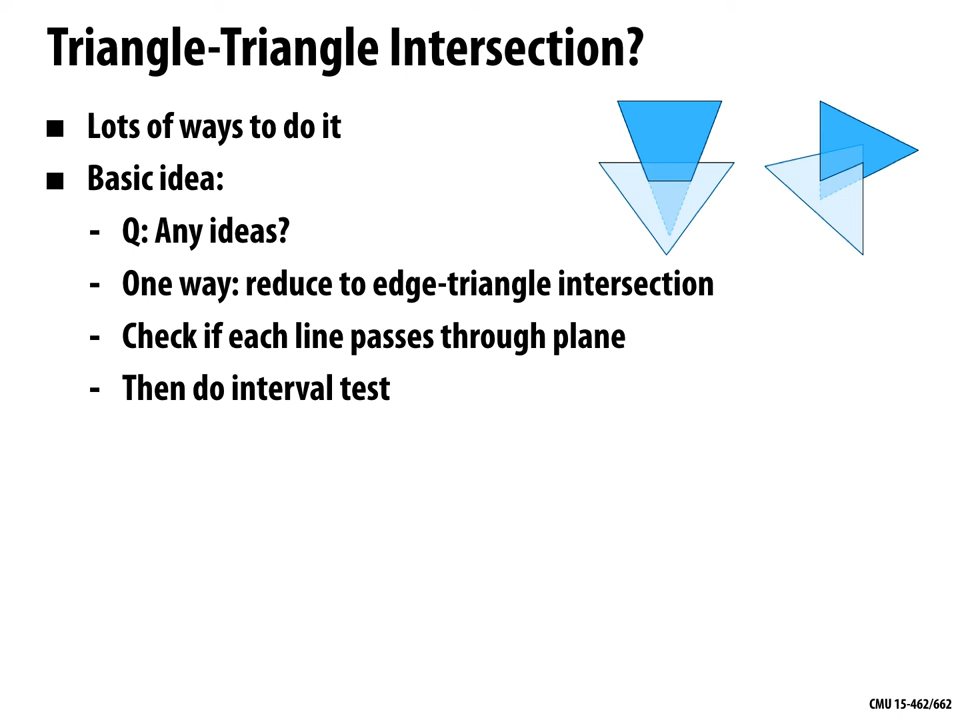 Triangle-Triangle Intersection?
■ Lots of ways to do it
■ Basic idea:
- Q: Any ideas?
- One way: reduce to edge-triangle intersection
- Check if each line passes through plane
- Then do interval test
CMU 15-462/662